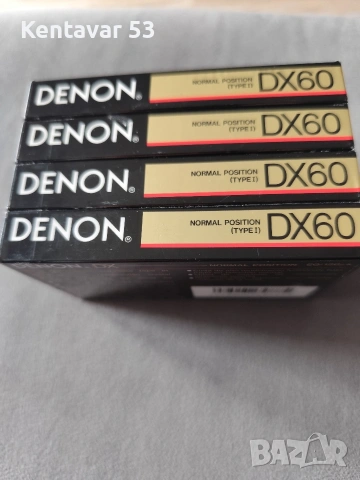 Kentavar 53
DENON® NORMAL POSITION (TYPE I) DX60
DENON® NORMAL POSITION (TYPE I) DX60
DENON® NORMAL POSITION (TYPE I) DX60
DENON® NORMAL POSITION (TYPE I) DX60
DENON
BAZAR